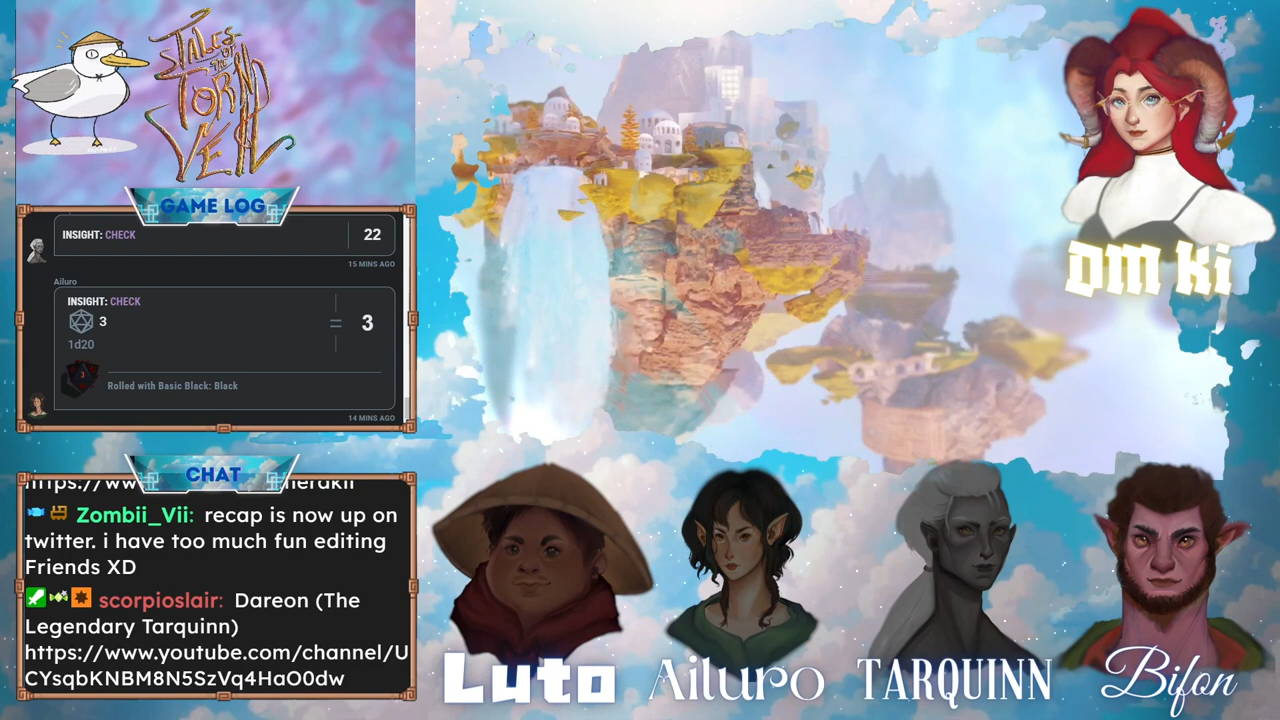 TALES
OF THE
TORN
VEIL
GAME LOG
INSIGHT: CHECK
22
15 MINS AGO
Ailuro
INSIGHT: CHECK
3
= 3
1d20
3
Rolled with Basic Black: Black
14 MINS AGO
CHAT
Zombii_Vii: recap is now up on
twitter. i have too much fun editing
Friends XD
scorpioslair: Dareon (The
Legendary Tarquinn)
https://www.youtube.com/channel/U
CYsqbKNBM8N5SzVq4HaO0dw
DM Ki
Luto
Ailuro
TARQUINN
Bifon